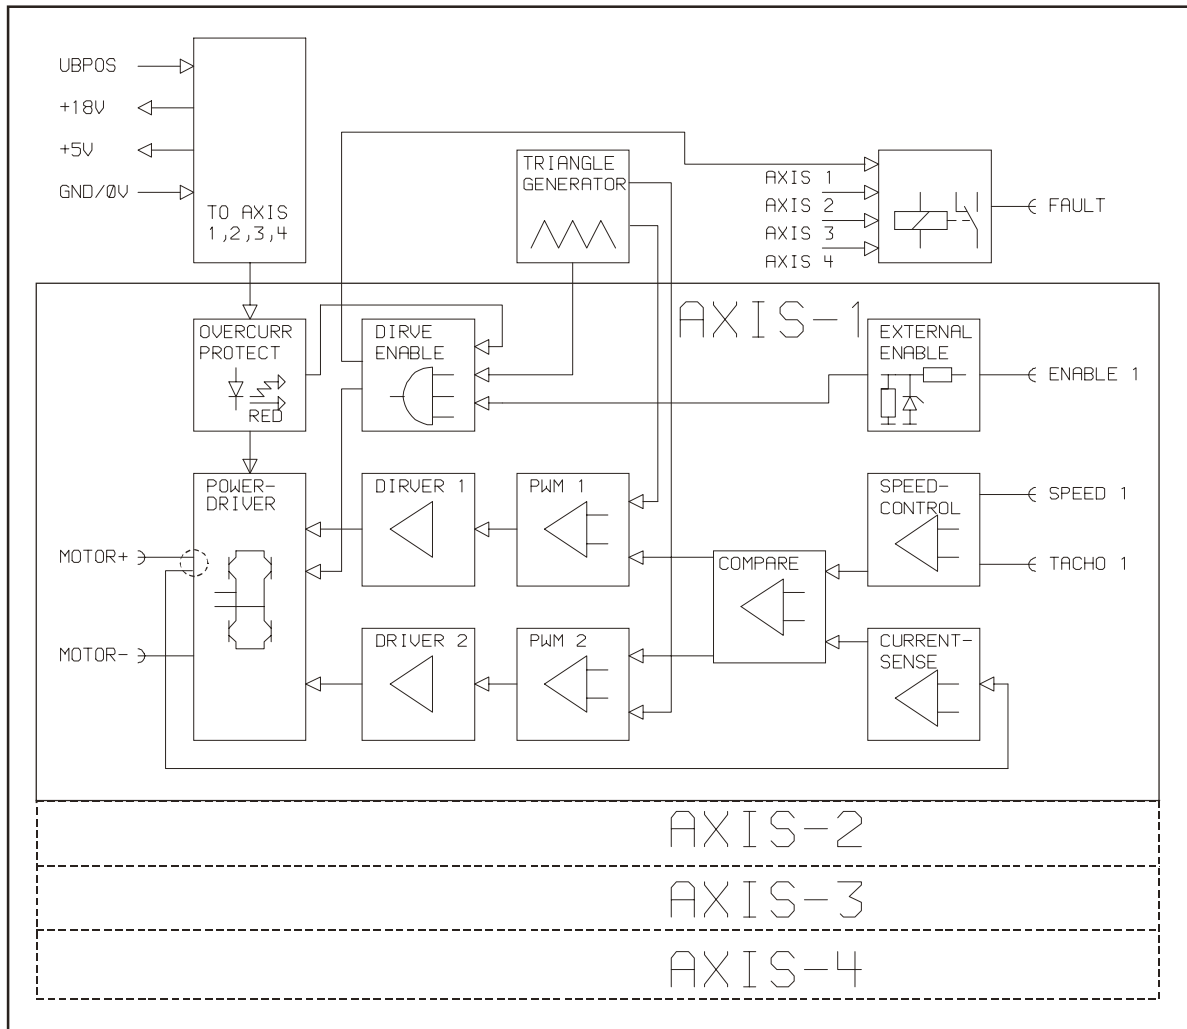 UBPOS
+18V
+5V
GND/0V
TO AXIS
1,2,3,4
TRIANGLE
GENERATOR
AXIS 1
AXIS 2
AXIS 3
AXIS 4
FAULT
AXIS-1
OVERCURR
PROTECT
RED
DIRVE
ENABLE
EXTERNAL
ENABLE
ENABLE 1
POWER-
DRIVER
DIRVER 1
PWM 1
SPEED-
CONTROL
SPEED 1
TACHO 1
MOTOR+
COMPARE
MOTOR-
DRIVER 2
PWM 2
CURRENT-
SENSE
AXIS-2
AXIS-3
AXIS-4